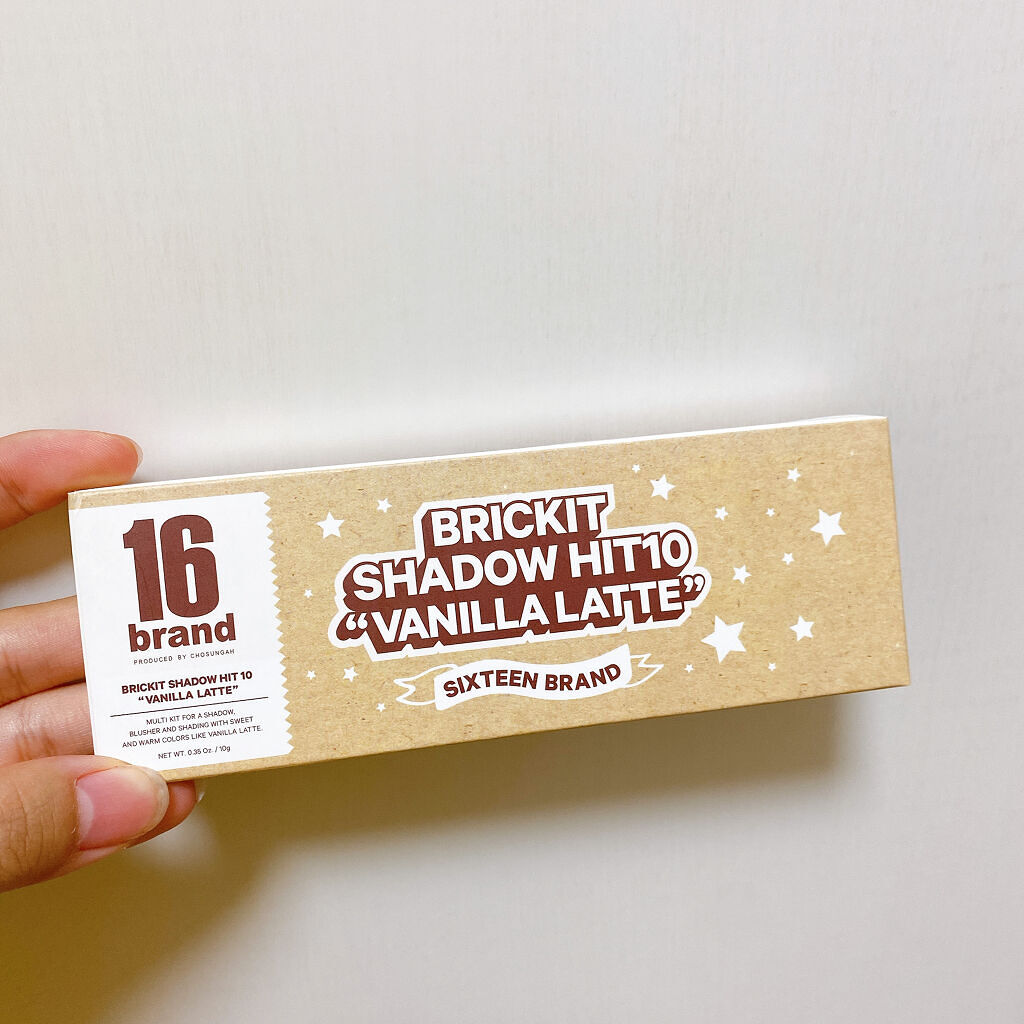 16
brand
PRODUCED BY CHOSUNGAH
BRICKIT SHADOW HIT 10
“VANILLA LATTE”
MULTI KIT FOR A SHADOW,
BLUSHER AND SHADING WITH SWEET
AND WARM COLORS LIKE VANILLA LATTE.
NET WT. 0.35 Oz. / 10g
BRICKIT
SHADOW HIT10
“VANILLA LATTE”
SIXTEEN BRAND